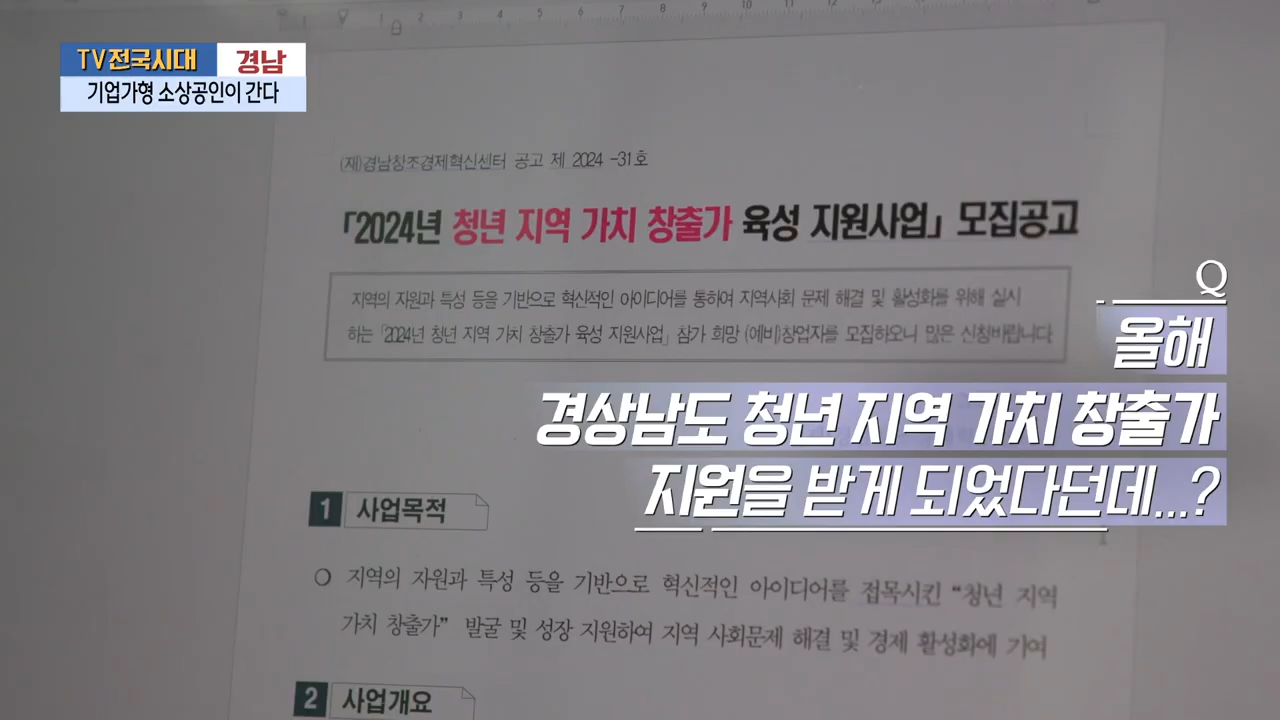 TV전국시대 경남
기업가형 소상공인이 간다
(재)경남창조경제혁신센터 공고 제 2024 -31호
「2024년 청년 지역 가치 창출가 육성 지원사업」 모집공고
지역의 자원과 특성 등을 기반으로 혁신적인 아이디어를 통하여 지역사회 문제 해결 및 활성화를 위해 실시
하는 「2024년 청년 지역 가치 창출가 육성 지원사업」 참가 희망 (예비)창업자를 모집하오니 많은 신청바랍니다
Q
올해
경상남도 청년 지역 가치 창출가
지원을 받게 되었다던데...?
1 사업목적
○ 지역의 자원과 특성 등을 기반으로 혁신적인 아이디어를 접목시킨 “청년 지역
가치 창출가” 발굴 및 성장 지원하여 지역 사회문제 해결 및 경제 활성화에 기여
2 사업개요